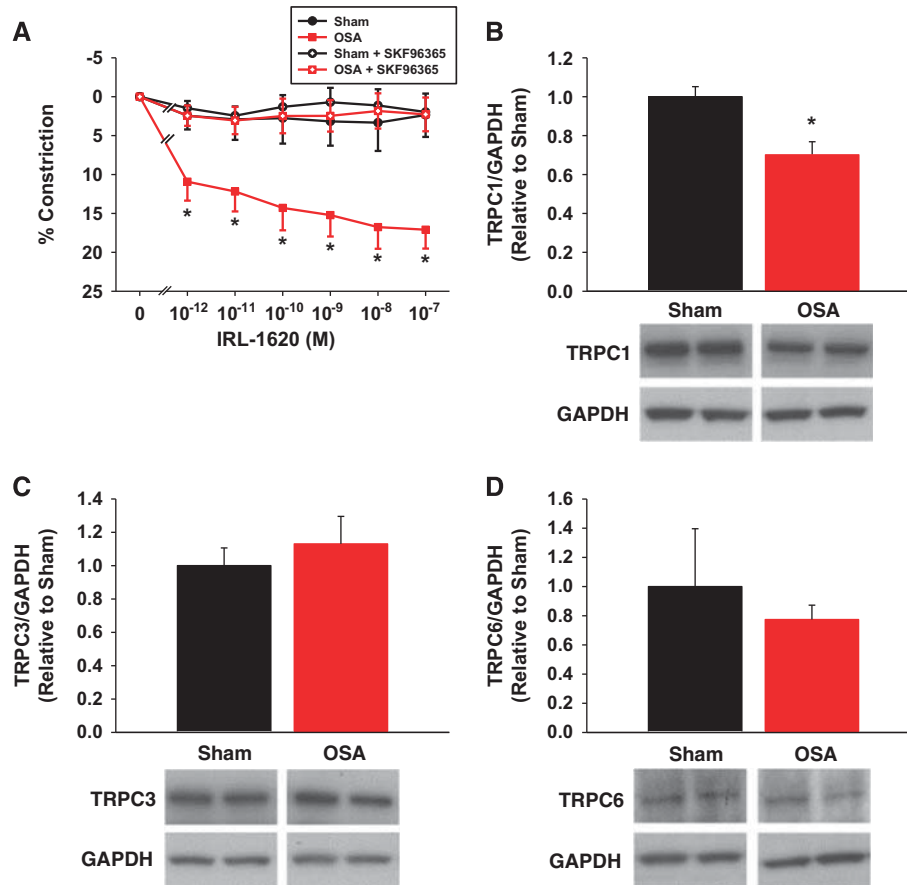 A
Sham
OSA
Sham + SKF96365
OSA + SKF96365
-5
0
5
10
15
20
25
% Constriction
0 10⁻¹² 10⁻¹¹ 10⁻¹⁰ 10⁻⁹ 10⁻⁸ 10⁻⁷
IRL-1620 (M)
* * * * * *
B
1.2
1.0
0.8
0.6
0.4
0.2
0.0
TRPC1/GAPDH
(Relative to Sham)
*
Sham OSA
TRPC1
GAPDH
C
1.4
1.2
1.0
0.8
0.6
0.4
0.2
0.0
TRPC3/GAPDH
(Relative to Sham)
Sham OSA
TRPC3
GAPDH
D
1.6
1.4
1.2
1.0
0.8
0.6
0.4
0.2
0.0
TRPC6/GAPDH
(Relative to Sham)
Sham OSA
TRPC6
GAPDH